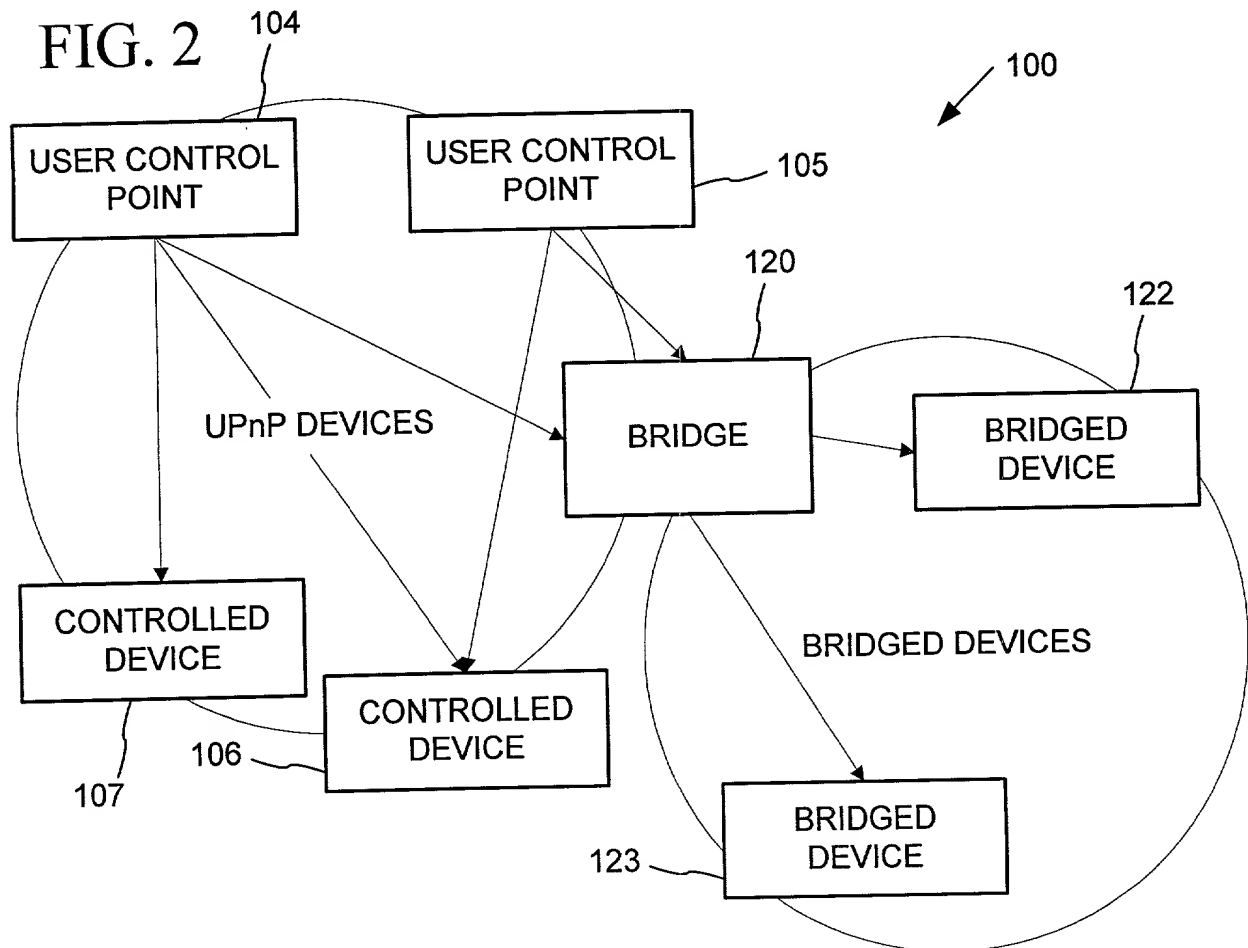 FIG. 2
104
100
USER CONTROL
POINT
USER CONTROL
POINT
105
120
122
UPnP DEVICES
BRIDGE
BRIDGED
DEVICE
CONTROLLED
DEVICE
BRIDGED DEVICES
CONTROLLED
DEVICE
106
107
BRIDGED
DEVICE
123